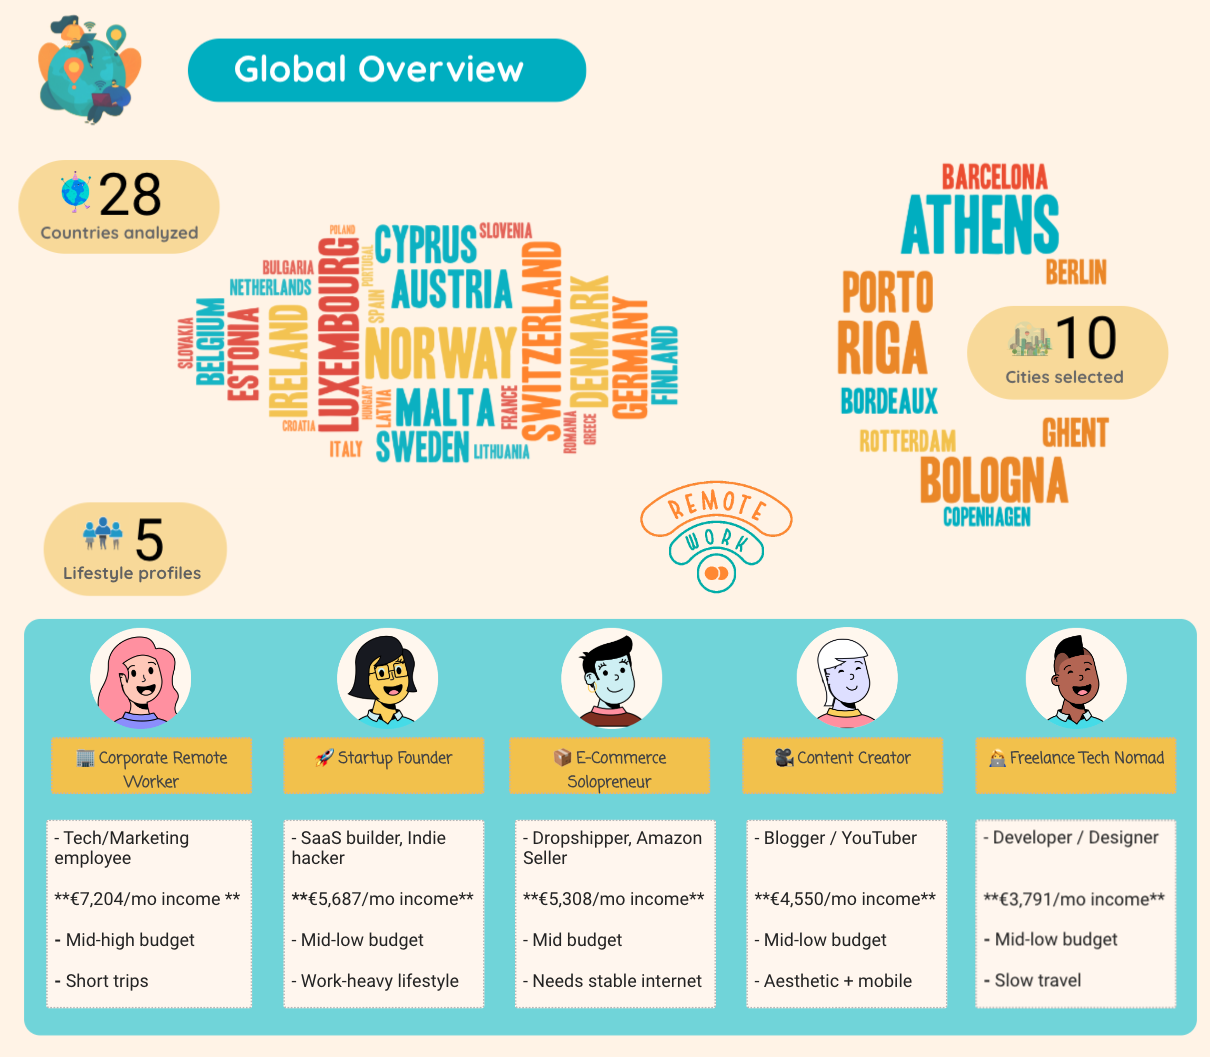 Global Overview
28
Countries analyzed
POLAND
CYPRUS
SLOVENIA
BULGARIA
NETHERLANDS
LUXEMBOURG
PORTUGAL
SPAIN
AUSTRIA
SWITZERLAND
DENMARK
SLOVAKIA
BELGIUM
ESTONIA
IRELAND
NORWAY
GERMANY
FINLAND
CROATIA
HUNGARY
LATVIA
MALTA
FRANCE
ROMANIA
GREECE
ITALY
SWEDEN
LITHUANIA
BARCELONA
ATHENS
BERLIN
PORTO
RIGA
10
Cities selected
BORDEAUX
ROTTERDAM
GHENT
BOLOGNA
COPENHAGEN
REMOTE
WORK
5
Lifestyle profiles
Corporate Remote
Worker
- Tech/Marketing
employee
**€7,204/mo income **
- Mid-high budget
- Short trips
Startup Founder
- SaaS builder, Indie
hacker
**€5,687/mo income**
- Mid-low budget
- Work-heavy lifestyle
E-Commerce
Solopreneur
- Dropshipper, Amazon
Seller
**€5,308/mo income**
- Mid budget
- Needs stable internet
Content Creator
- Blogger / YouTuber
**€4,550/mo income**
- Mid-low budget
- Aesthetic + mobile
Freelance Tech Nomad
- Developer / Designer
**€3,791/mo income**
- Mid-low budget
- Slow travel